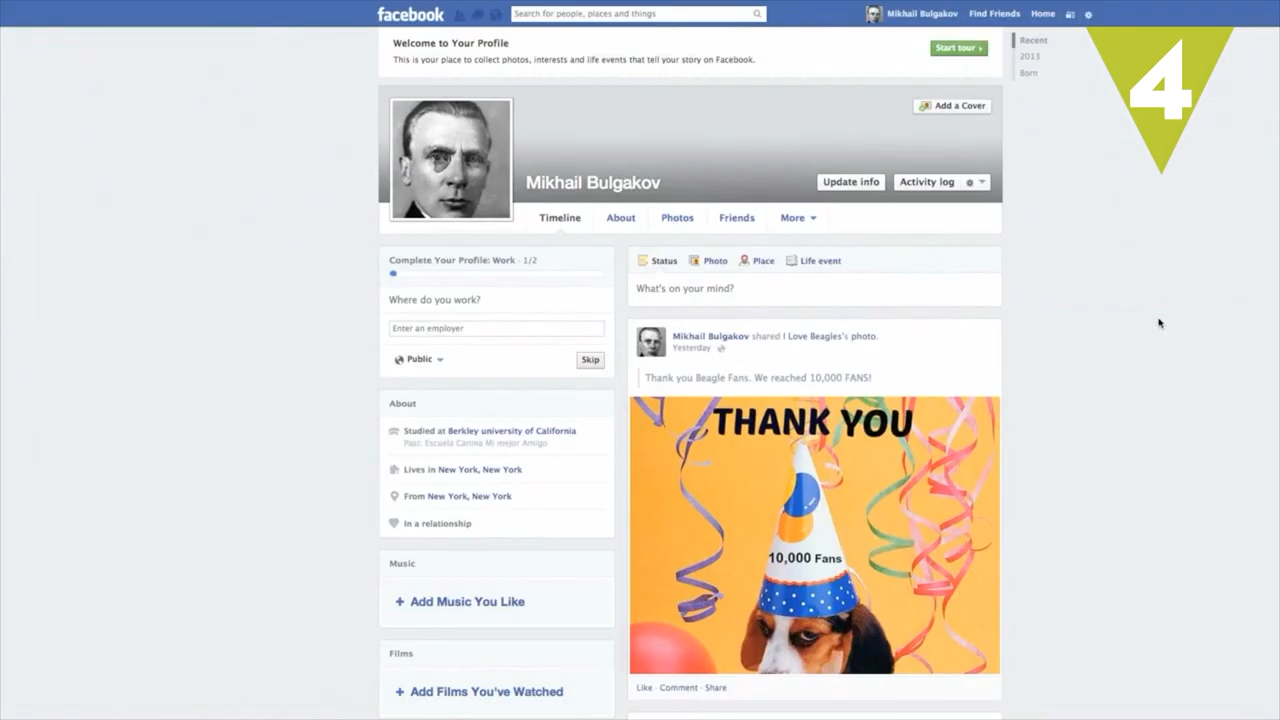 facebook
Search for people, places and things
Mikhail Bulgakov
Find Friends
Home
Welcome to Your Profile
This is your place to collect photos, interests and life events that tell your story on Facebook.
Start tour
Recent
2013
Born
4
Add a Cover
Mikhail Bulgakov
Update info
Activity log
Timeline
About
Photos
Friends
More
Complete Your Profile: Work · 1/2
Where do you work?
Enter an employer
Public
Skip
About
Studied at Berkley university of California
Past: Escuela Canina Mi mejor Amigo
Lives in New York, New York
From New York, New York
In a relationship
Music
+ Add Music You Like
Films
+ Add Films You've Watched
Status
Photo
Place
Life event
What's on your mind?
Mikhail Bulgakov shared I Love Beagles's photo.
Yesterday
Thank you Beagle Fans. We reached 10,000 FANS!
THANK YOU
10,000 Fans
Like · Comment · Share